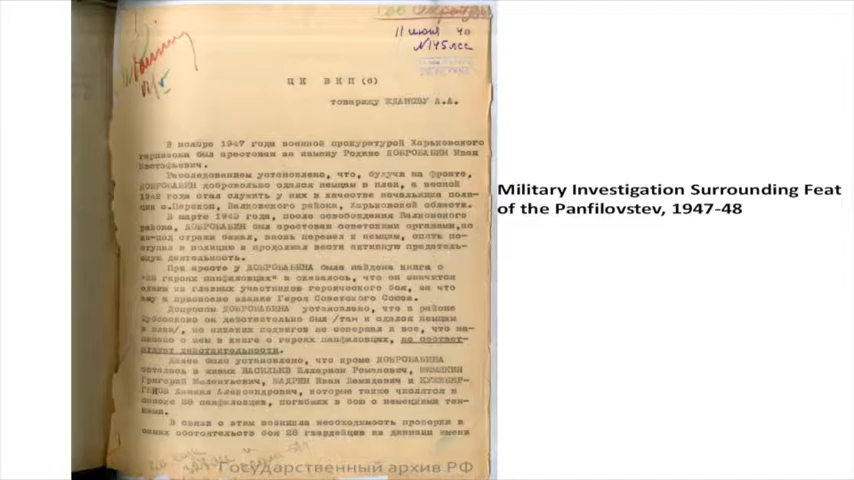 11 июня 48
№ 145лсс
ЦК ВКП(б)
товарищу ЖДАНОВУ А.А.
В ноябре 1947 года военной прокуратурой Харьковского
гарнизона был арестован за измену Родине ДОБРОБАБИН Иван
Евстафьевич.
Расследованием установлено, что, будучи на фронте,
ДОБРОБАБИН добровольно сдался немцам в плен, а весной
1942 года стал служить у них в качестве начальника поли-
ции с.Перекоп, Валковского района, Харьковской области.
В марте 1943 года, после освобождения Валковского
района, ДОБРОБАБИН был арестован советскими органами, но
из-под стражи бежал, вновь перешел к немцам, опять по-
ступил в полицию и продолжал вести активную предатель-
скую деятельность.
При аресте у ДОБРОБАБИНА была найдена книга о
"28 героях панфиловцах" и оказалось, что он значится
одним из главных участников героического боя, за что
ему и присвоено звание Героя Советского Союза.
Допросом ДОБРОБАБИНА установлено, что в районе
Дубосеково он действительно был /там и сдался немцам
в плен/, но никаких подвигов не совершал и все, что на-
писано о нем в книге о героях панфиловцах, не соответ-
ствует действительности.
Далее было установлено, что кроме ДОБРОБАБИНА
остались в живых ВАСИЛЬЕВ Илларион Романович, ШЕМЯКИН
Григорий Мелентьевич, ШАДРИН Иван Демидович и КУЖЕБЕР-
ГЕНОВ Даниил Александрович, которые также числятся в
списке 28 панфиловцев, погибших в бою с немецкими тан-
ками.
В связи с этим возникла необходимость проверки и
самих обстоятельств боя 28 гвардейцев из дивизии имени
Государственный архив РФ
Military Investigation Surrounding Feat
of the Panfilovstev, 1947-48